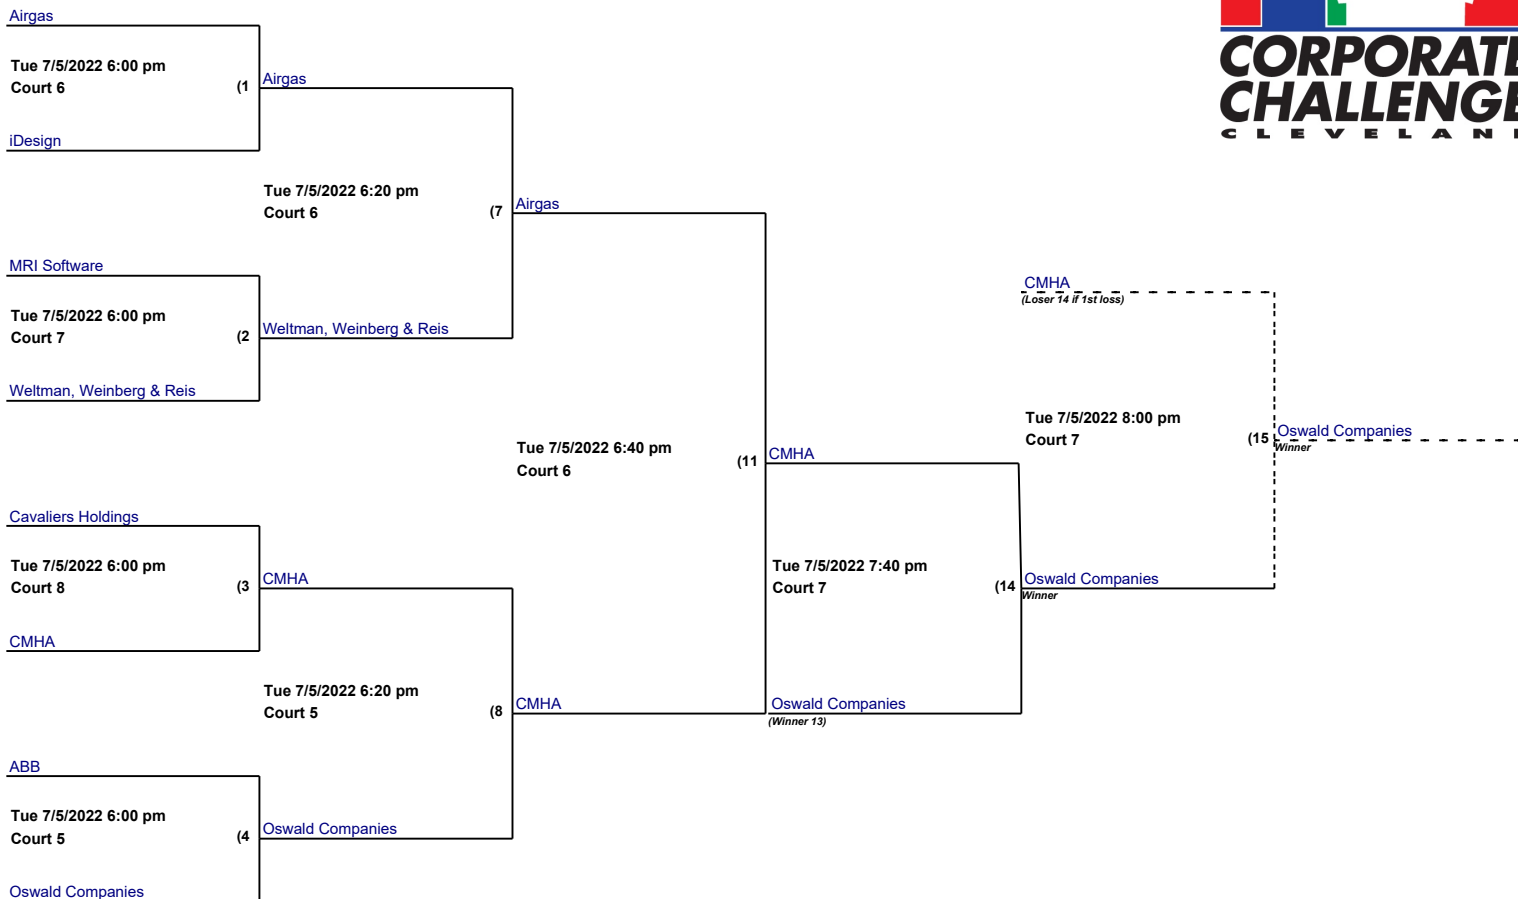 Airgas
Tue 7/5/2022 6:00 pm
Court 6
(1
Airgas
iDesign
Tue 7/5/2022 6:20 pm
Court 6
(7
Airgas
MRI Software
Tue 7/5/2022 6:00 pm
Court 7
(2
Weltman, Weinberg & Reis
Weltman, Weinberg & Reis
Tue 7/5/2022 6:40 pm
Court 6
(11
CMHA
Cavaliers Holdings
Tue 7/5/2022 6:00 pm
Court 8
(3
CMHA
CMHA
Tue 7/5/2022 6:20 pm
Court 5
(8
CMHA
ABB
Tue 7/5/2022 6:00 pm
Court 5
(4
Oswald Companies
Oswald Companies
Tue 7/5/2022 7:40 pm
Court 7
(14
Oswald Companies
Winner
Oswald Companies
(Winner 13)
CMHA
(Loser 14 if 1st loss)
Tue 7/5/2022 8:00 pm
Court 7
(15
Oswald Companies
Winner
CORPORATE
CHALLENGE
CLEVELAN